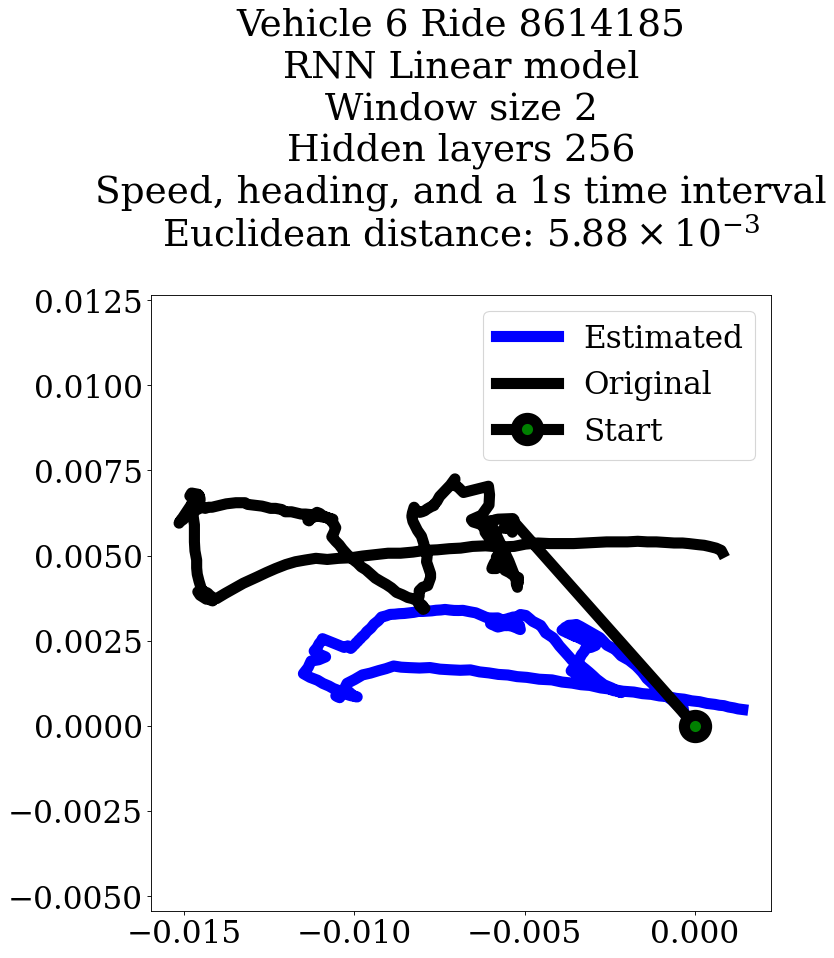 Vehicle 6 Ride 8614185
RNN Linear model
Window size 2
Hidden layers 256
Speed, heading, and a 1s time interval
Euclidean distance: 5.88 × 10⁻³
0.0125
0.0100
0.0075
0.0050
0.0025
0.0000
−0.0025
−0.0050
Estimated
Original
Start
−0.015
−0.010
−0.005
0.000